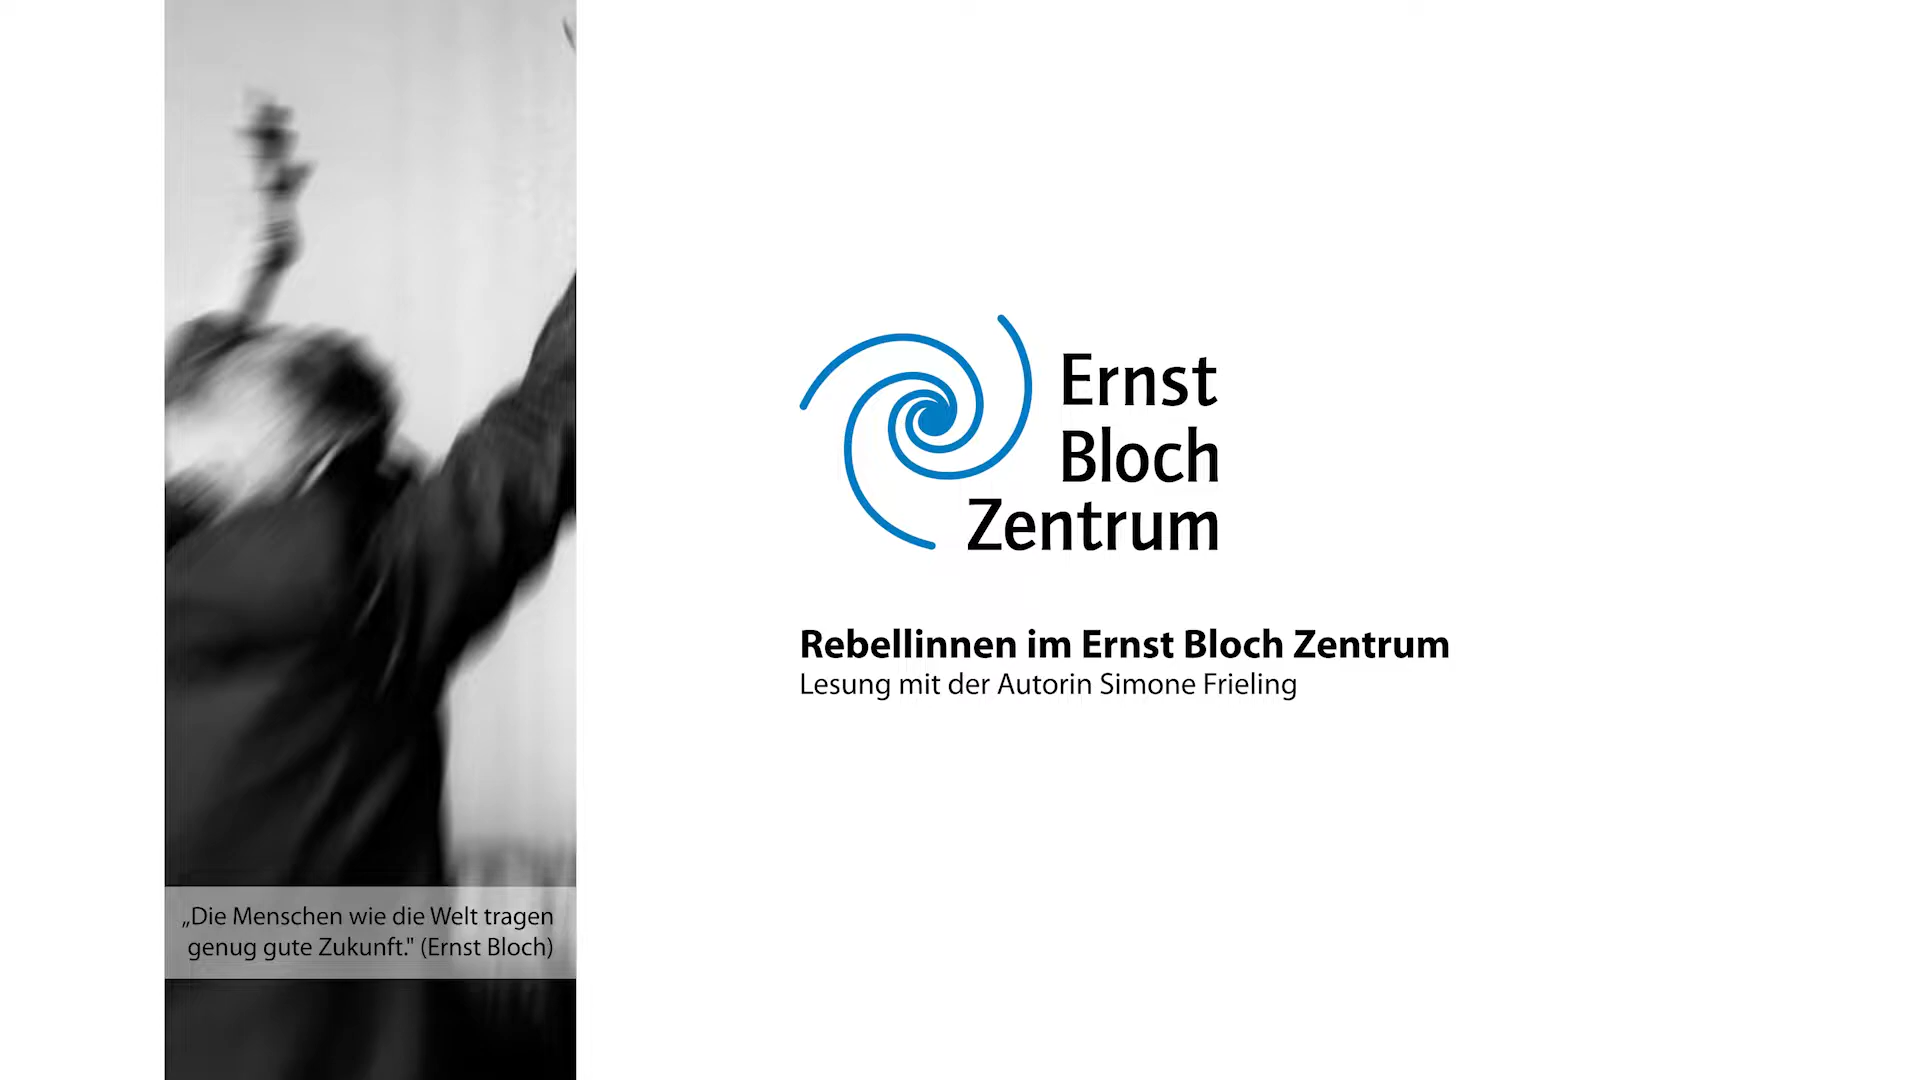 Ernst
Bloch
Zentrum
Rebellinnen im Ernst Bloch Zentrum
Lesung mit der Autorin Simone Frieling
„Die Menschen wie die Welt tragen
genug gute Zukunft." (Ernst Bloch)